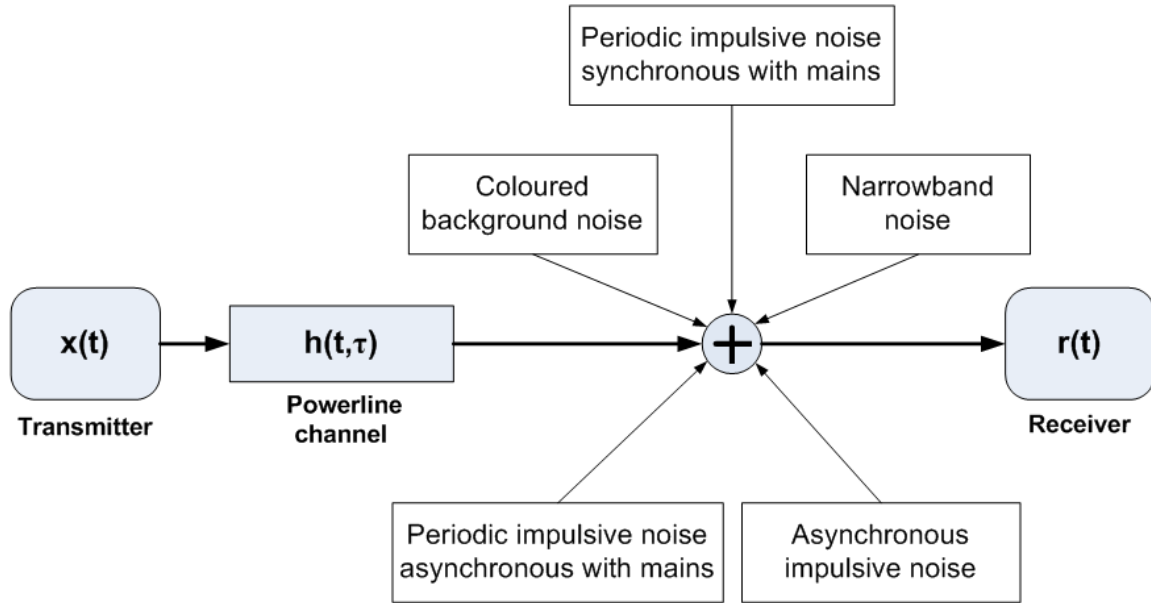 Periodic impulsive noise
synchronous with mains
Coloured
background noise
Narrowband
noise
x(t)
h(t,τ)
+
r(t)
Transmitter
Powerline
channel
Receiver
Periodic impulsive noise
asynchronous with mains
Asynchronous
impulsive noise